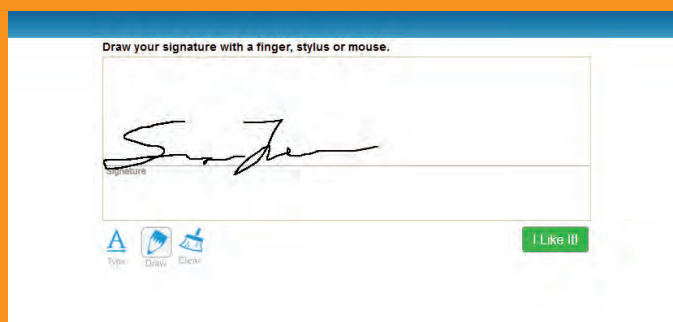 Draw your signature with a finger, stylus or mouse.
Signature
Type Draw Clear
I Like It!